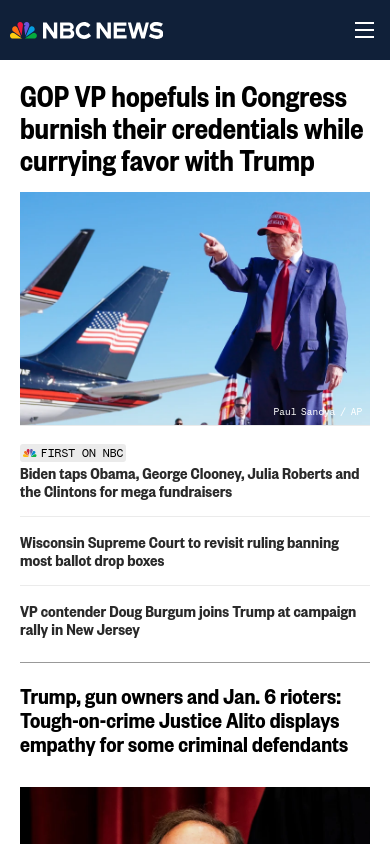 NBC NEWS
GOP VP hopefuls in Congress
burnish their credentials while
currying favor with Trump
Paul Sancya / AP
FIRST ON NBC
Biden taps Obama, George Clooney, Julia Roberts and
the Clintons for mega fundraisers
Wisconsin Supreme Court to revisit ruling banning
most ballot drop boxes
VP contender Doug Burgum joins Trump at campaign
rally in New Jersey
Trump, gun owners and Jan. 6 rioters:
Tough-on-crime Justice Alito displays
empathy for some criminal defendants